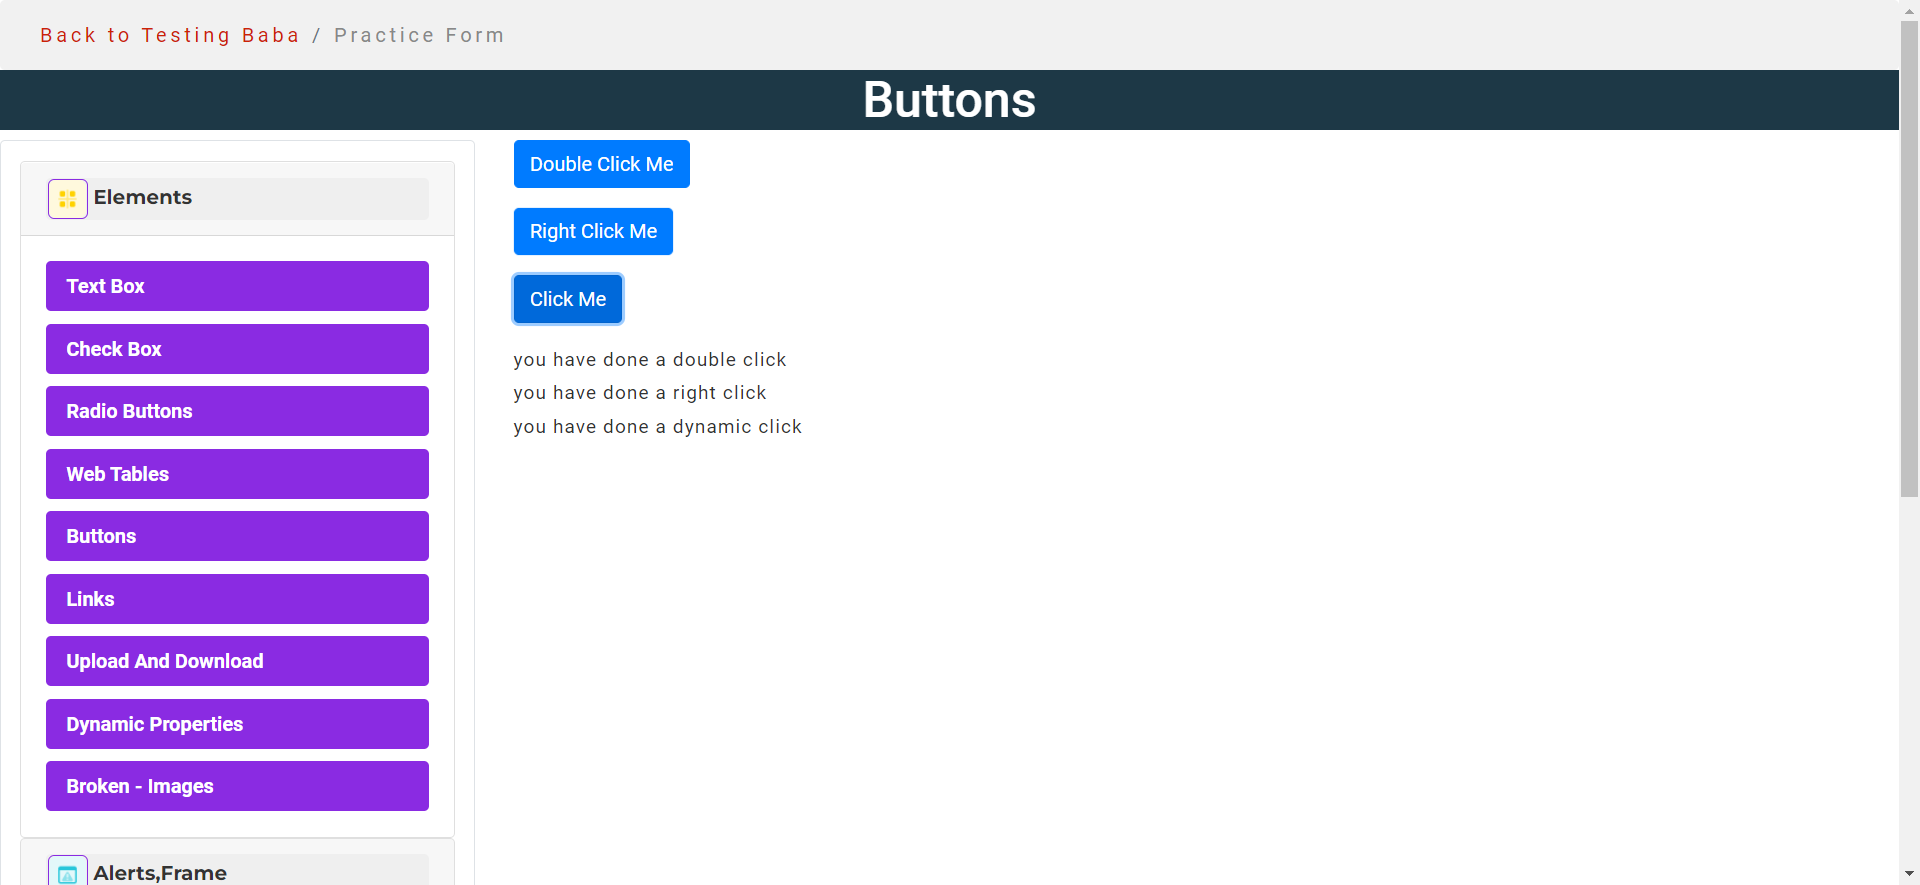 Back to Testing Baba / Practice Form
Buttons
Elements
Text Box
Check Box
Radio Buttons
Web Tables
Buttons
Links
Upload And Download
Dynamic Properties
Broken - Images
Alerts,Frame
Double Click Me
Right Click Me
Click Me
you have done a double click
you have done a right click
you have done a dynamic click